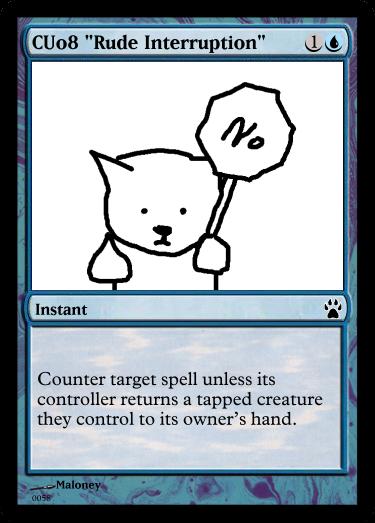 CU08 "Rude Interruption" 1
No
Instant
Counter target spell unless its
controller returns a tapped creature
they control to its owner's hand.
Maloney
0058